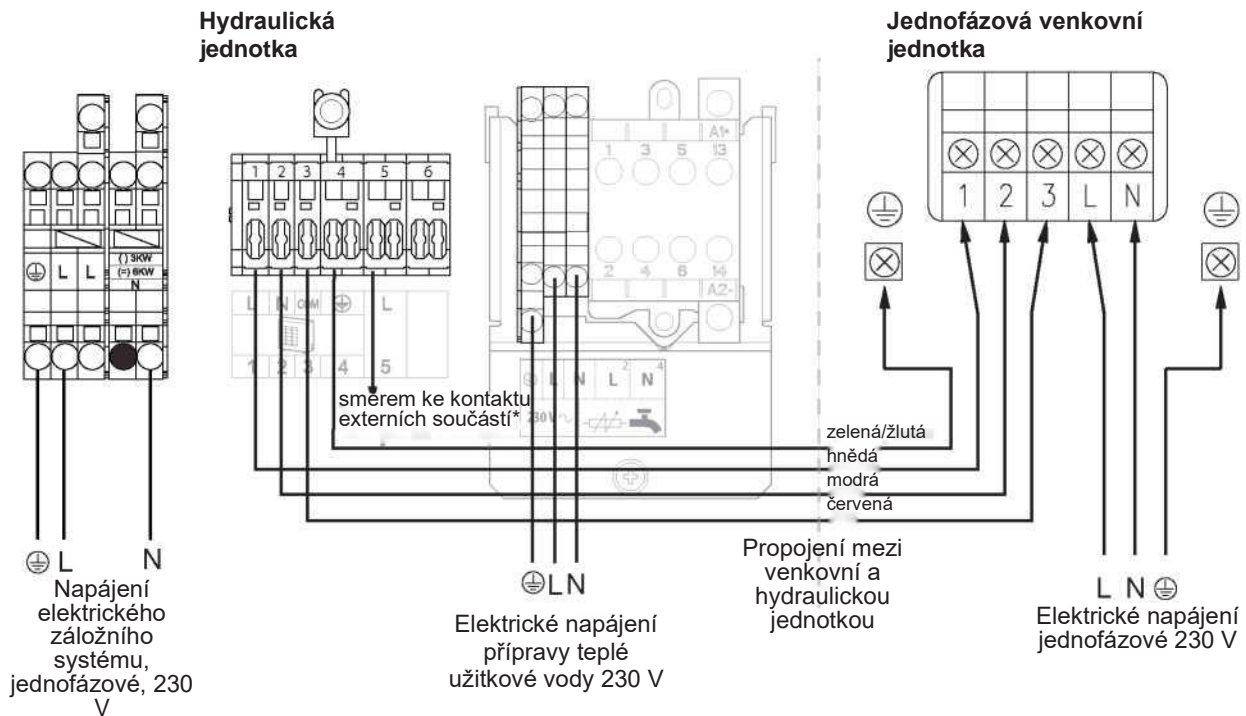 Hydraulická
jednotka
Jednofázová venkovní
jednotka
1 2 3 4 5 6
A1+
1 3 5 13
2 4 6 14
A2-
1 2 3 L N
L L
( ) 3KW
(=) 6KW
N
L N COM L
1 2 3 4 5
směrem ke kontaktu
externích součástí*
L N L 2 N 4
230 V ~
zelená/žlutá
hnědá
modrá
červená
Propojení mezi
venkovní a
hydraulickou
jednotkou
L N
Napájení
elektrického
záložního
systému,
jednofázové, 230
V
L N
Elektrické napájení
přípravy teplé
užitkové vody 230 V
L N
Elektrické napájení
jednofázové 230 V